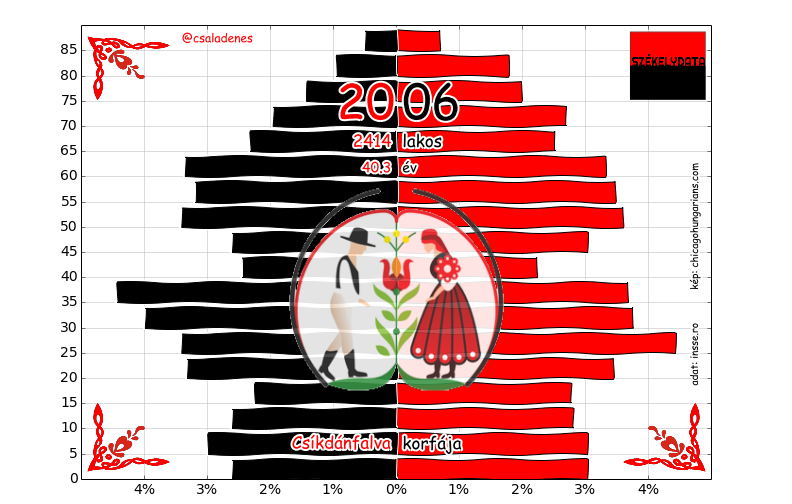 @csaladenes
SZÉKELYDATA
2006
2414 lakos
40.3 év
kép: chicagohungarians.com
adat: insse.ro
Csíkdánfalva korfája
85
80
75
70
65
60
55
50
45
40
35
30
25
20
15
10
5
0
4% 3% 2% 1% 0% 1% 2% 3% 4%